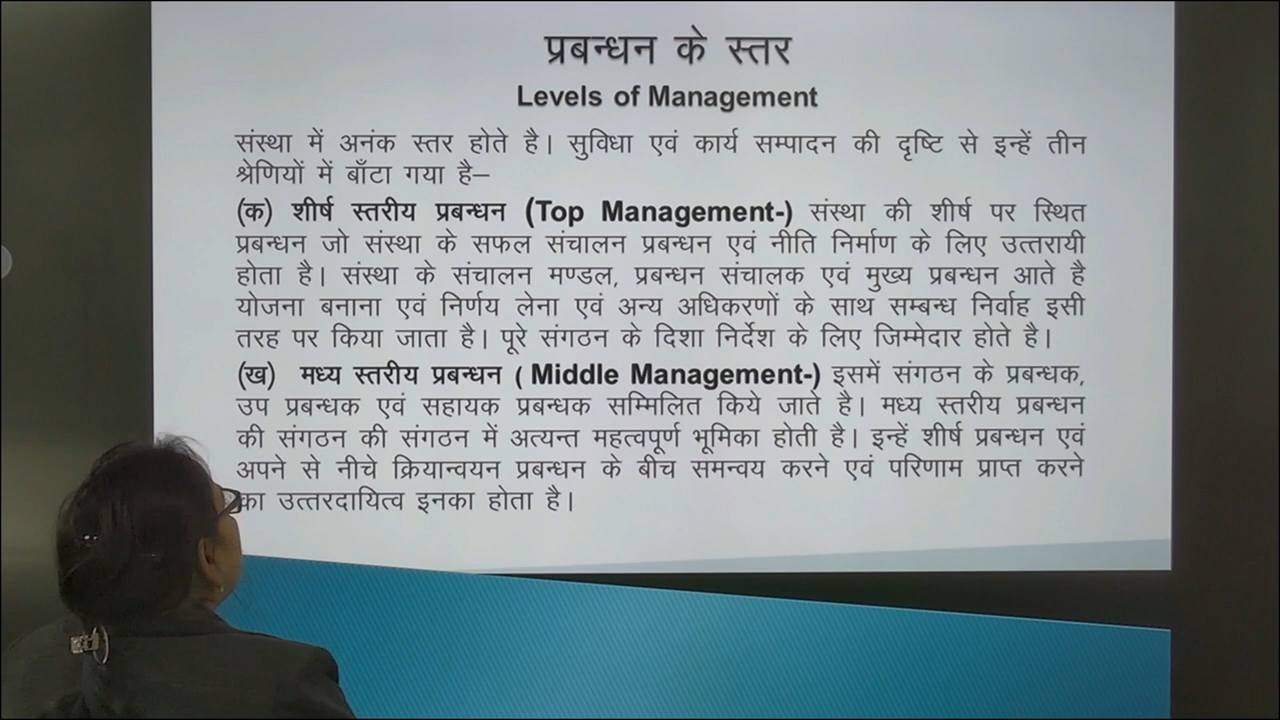 प्रबन्धन के स्तर
Levels of Management
संस्था में अनंक स्तर होते है। सुविधा एवं कार्य सम्पादन की दृष्टि से इन्हें तीन
श्रेणियों में बाँटा गया है–
(क) शीर्ष स्तरीय प्रबन्धन (Top Management-) संस्था की शीर्ष पर स्थित
प्रबन्धन जो संस्था के सफल संचालन प्रबन्धन एवं नीति निर्माण के लिए उत्तरायी
होता है। संस्था के संचालन मण्डल, प्रबन्धन संचालक एवं मुख्य प्रबन्धन आते है
योजना बनाना एवं निर्णय लेना एवं अन्य अधिकरणों के साथ सम्बन्ध निर्वाह इसी
तरह पर किया जाता है। पूरे संगठन के दिशा निर्देश के लिए जिम्मेदार होते है।
(ख) मध्य स्तरीय प्रबन्धन ( Middle Management-) इसमें संगठन के प्रबन्धक,
उप प्रबन्धक एवं सहायक प्रबन्धक सम्मिलित किये जाते है। मध्य स्तरीय प्रबन्धन
की संगठन की संगठन में अत्यन्त महत्वपूर्ण भूमिका होती है। इन्हें शीर्ष प्रबन्धन एवं
अपने से नीचे क्रियान्वयन प्रबन्धन के बीच समन्वय करने एवं परिणाम प्राप्त करने
का उत्तरदायित्व इनका होता है।